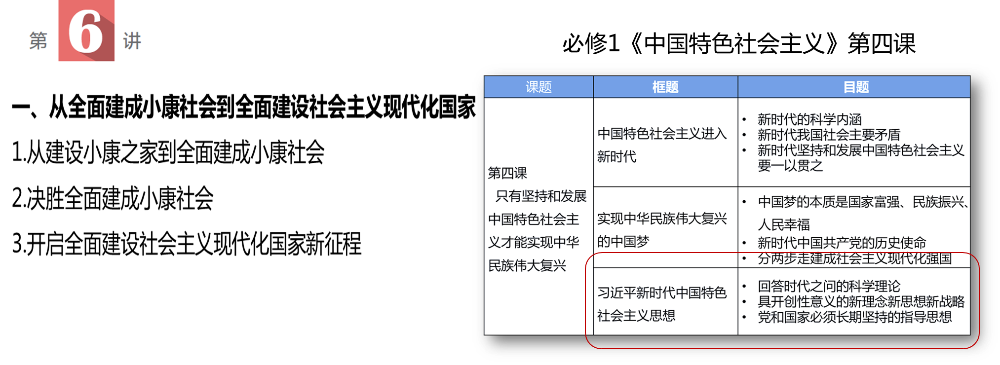 第 6 讲
一、从全面建成小康社会到全面建设社会主义现代化国家
1.从建设小康之家到全面建成小康社会
2.决胜全面建成小康社会
3.开启全面建设社会主义现代化国家新征程
必修1《中国特色社会主义》第四课
课题 框题 目题
第四课
只有坚持和发展
中国特色社会主
义才能实现中华
民族伟大复兴
中国特色社会主义进入
新时代
• 新时代的科学内涵
• 新时代我国社会主要矛盾
• 新时代坚持和发展中国特色社会主义
要一以贯之
实现中华民族伟大复兴
的中国梦
• 中国梦的本质是国家富强、民族振兴、
人民幸福
• 新时代中国共产党的历史使命
• 分两步走建成社会主义现代化强国
习近平新时代中国特色
社会主义思想
• 回答时代之问的科学理论
• 具开创性意义的新理念新思想新战略
• 党和国家必须长期坚持的指导思想